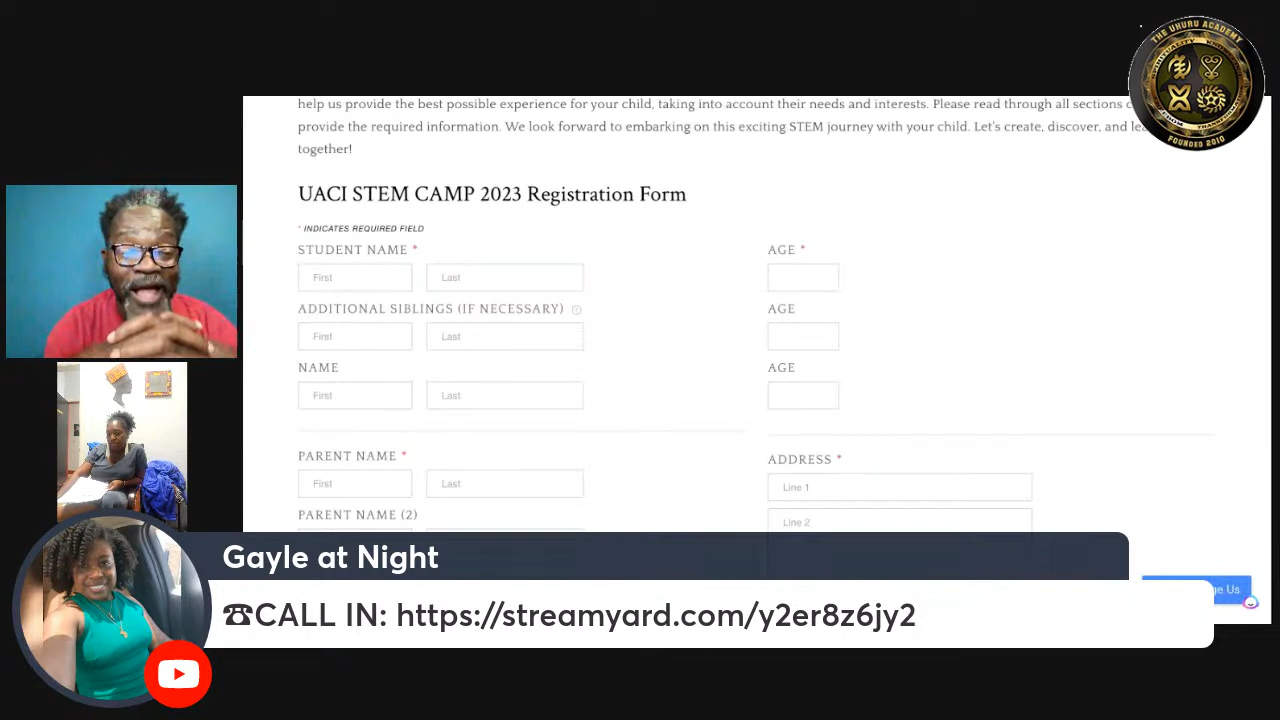 THE UHURU ACADEMY
FOUNDED 2010
help us provide the best possible experience for your child, taking into account their needs and interests. Please read through all sections
provide the required information. We look forward to embarking on this exciting STEM journey with your child. Let's create, discover, and
together!
UACI STEM CAMP 2023 Registration Form
* INDICATES REQUIRED FIELD
STUDENT NAME * AGE *
First Last
ADDITIONAL SIBLINGS (IF NECESSARY) AGE
First Last
NAME AGE
First Last
PARENT NAME * ADDRESS *
First Last Line 1
PARENT NAME (2)
Line 2
Gayle at Night
Us
☎CALL IN: https://streamyard.com/y2er8z6jy2